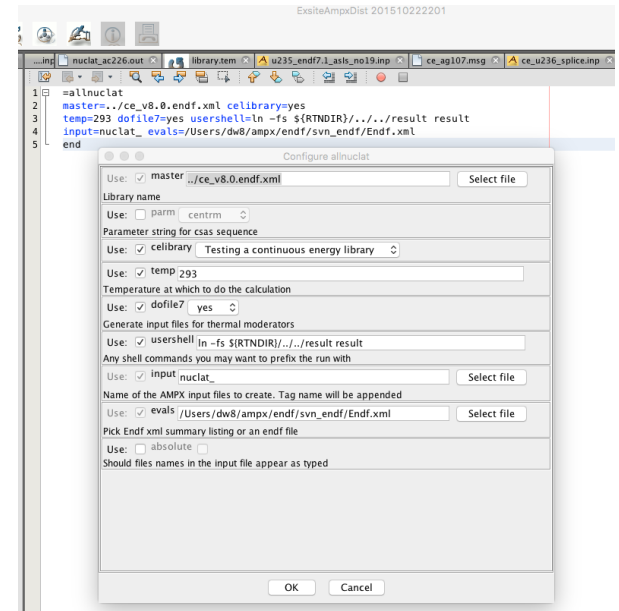 ExsiteAmpxDist 201510222201
....inp nuclat_ac226.out library.tem u235_endf7.1_asls_no19.inp ce_ag107.msg ce_u236_splice.inp
1 =allnuclat
2 master=../ce_v8.0.endf.xml celibrary=yes
3 temp=293 dofile7=yes usershell=ln -fs ${RTNDIR}/../../result result
4 input=nuclat_ evals=/Users/dw8/ampx/endf/svn_endf/Endf.xml
5 end
Configure allnuclat
Use: master ../ce_v8.0.endf.xml Select file
Library name
Use: parm centrm
Parameter string for csas sequence
Use: celibrary Testing a continuous energy library
Use: temp 293
Temperature at which to do the calculation
Use: dofile7 yes
Generate input files for thermal moderators
Use: usershell ln -fs ${RTNDIR}/../../result result
Any shell commands you may want to prefix the run with
Use: input nuclat_ Select file
Name of the AMPX input files to create. Tag name will be appended
Use: evals /Users/dw8/ampx/endf/svn_endf/Endf.xml Select file
Pick Endf xml summary listing or an endf file
Use: absolute
Should files names in the input file appear as typed
OK Cancel